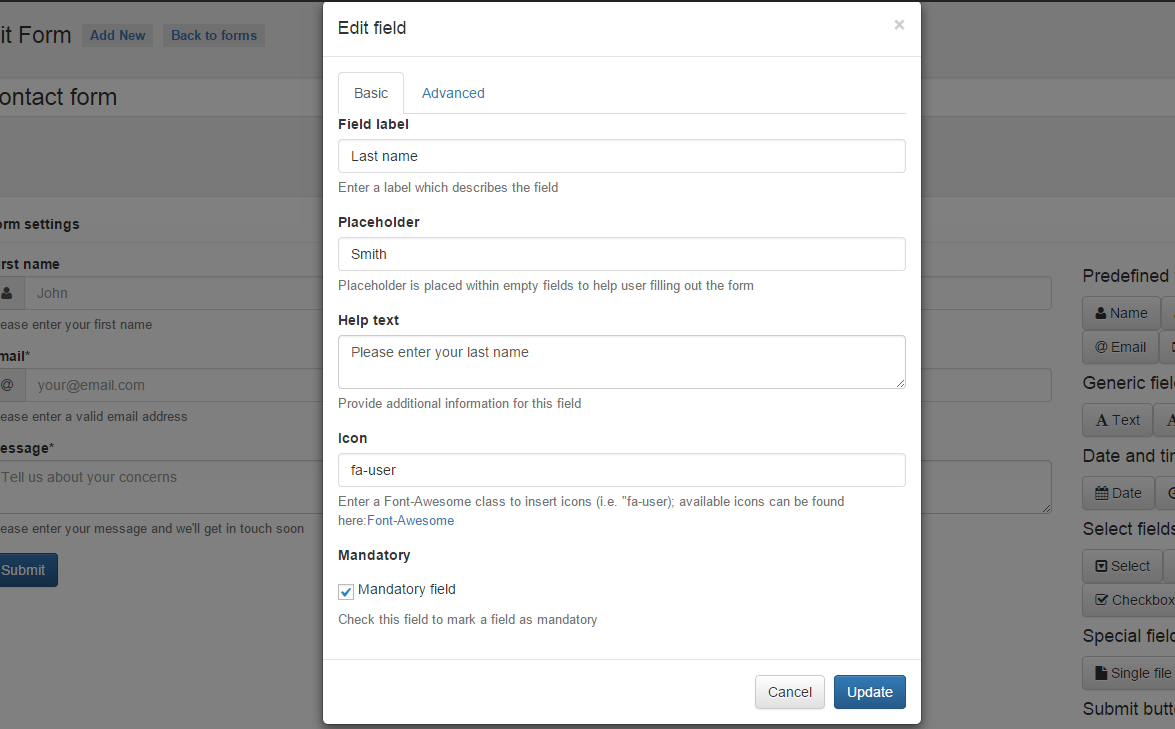 it Form Add New Back to forms
ontact form
orm settings
rst name
John
ease enter your first name
mail*
@ your@email.com
ease enter a valid email address
essage*
Tell us about your concerns
ease enter your message and we'll get in touch soon
Submit
Edit field ×
Basic Advanced
Field label
Last name
Enter a label which describes the field
Placeholder
Smith
Placeholder is placed within empty fields to help user filling out the form
Help text
Please enter your last name
Provide additional information for this field
Icon
fa-user
Enter a Font-Awesome class to insert icons (i.e. "fa-user); available icons can be found
here:Font-Awesome
Mandatory
Mandatory field
Check this field to mark a field as mandatory
Cancel Update
Predefined
Name
@ Email
Generic fiel
A Text A
Date and tin
Date
Select fields
Select
Checkbox
Special field
Single file
Submit butt